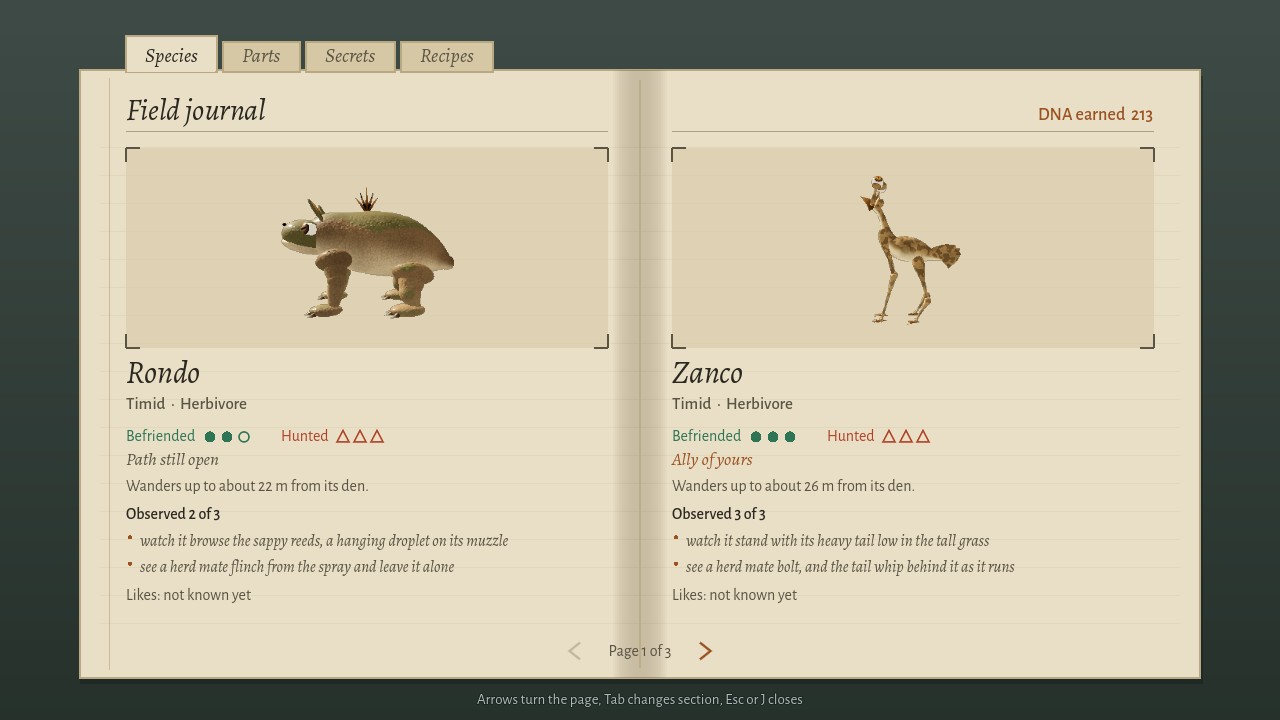 Species
Parts
Secrets
Recipes
Field journal
DNA earned 213
Rondo
Timid · Herbivore
Befriended
Hunted
Path still open
Wanders up to about 22 m from its den.
Observed 2 of 3
watch it browse the sappy reeds, a hanging droplet on its muzzle
see a herd mate flinch from the spray and leave it alone
Likes: not known yet
Zanco
Timid · Herbivore
Befriended
Hunted
Ally of yours
Wanders up to about 26 m from its den.
Observed 3 of 3
watch it stand with its heavy tail low in the tall grass
see a herd mate bolt, and the tail whip behind it as it runs
Likes: not known yet
Page 1 of 3
Arrows turn the page, Tab changes section, Esc or J closes